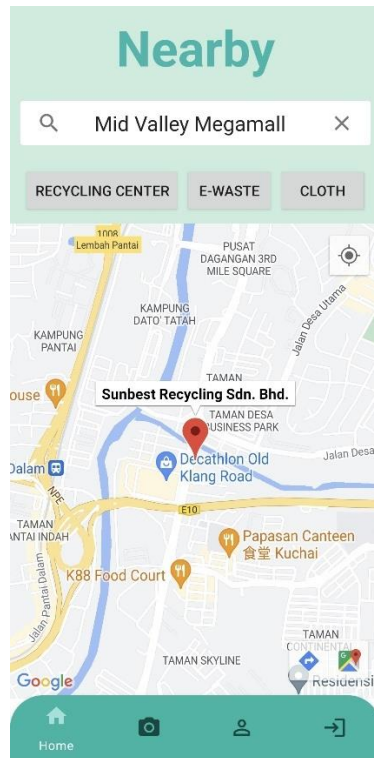 Nearby
Mid Valley Megamall
RECYCLING CENTER
E-WASTE
CLOTH
1008
Lembah Pantai
PUSAT
DAGANGAN 3RD
MILE SQUARE
Jalan Desa Utama
KAMPUNG
DATO' TATAH
KAMPUNG
PANTAI
TAMAN
ouse
Sunbest Recycling Sdn. Bhd.
TAMAN DESA
BUSINESS PARK
Decathlon Old
Klang Road
Jalan Desa
Dalam
NPE
E10
TAMAN
NTAI INDAH
Papasan Canteen
食堂 Kuchai
K88 Food Court
Jalan Pantai Dalam
TAMAN
CONTINENTAL
TAMAN SKYLINE
Google
Residensi
Home